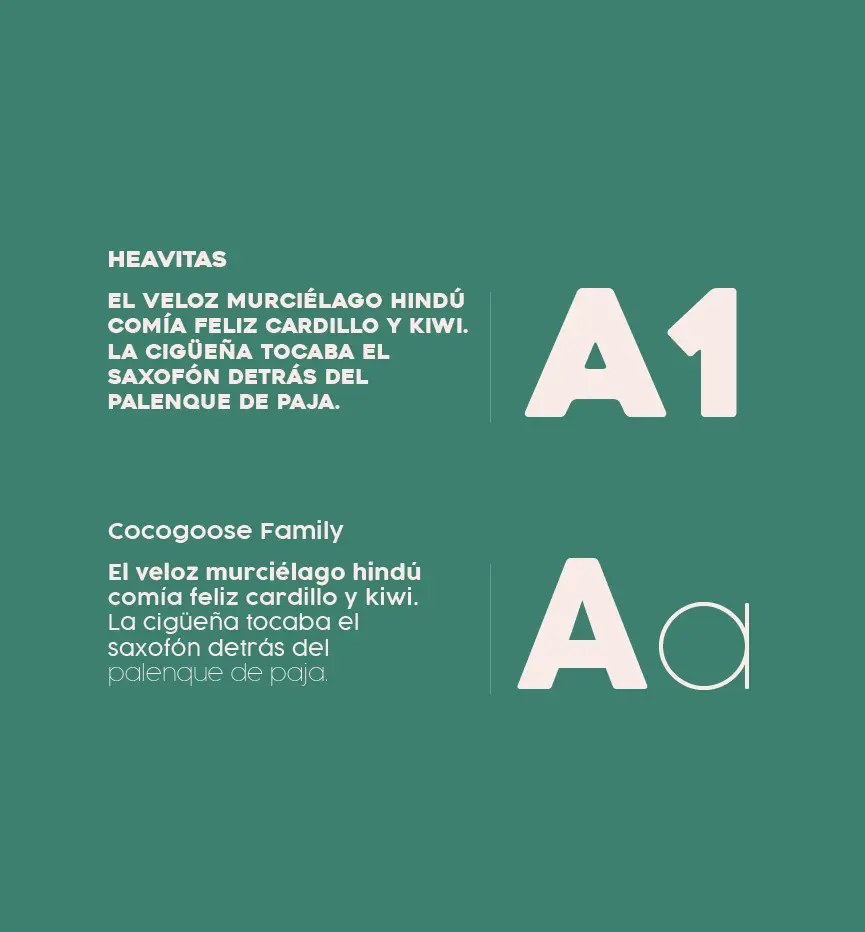 HEAVITAS
EL VELOZ MURCIÉLAGO HINDÚ
COMÍA FELIZ CARDILLO Y KIWI.
LA CIGÜEÑA TOCABA EL
SAXOFÓN DETRÁS DEL
PALENQUE DE PAJA.
A1
Cocogoose Family
El veloz murciélago hindú
comía feliz cardillo y kiwi.
La cigüeña tocaba el
saxofón detrás del
palenque de paja.
Aa